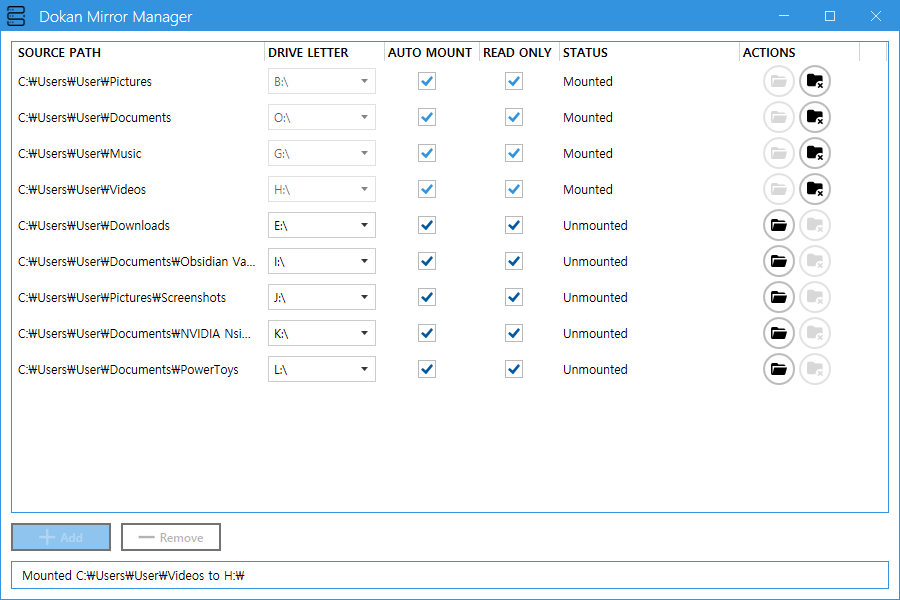 Dokan Mirror Manager
SOURCE PATH DRIVE LETTER AUTO MOUNT READ ONLY STATUS ACTIONS
C:₩Users₩User₩Pictures B:\ Mounted
C:₩Users₩User₩Documents O:\ Mounted
C:₩Users₩User₩Music G:\ Mounted
C:₩Users₩User₩Videos H:\ Mounted
C:₩Users₩User₩Downloads E:\ Unmounted
C:₩Users₩User₩Documents₩Obsidian Va... I:\ Unmounted
C:₩Users₩User₩Pictures₩Screenshots J:\ Unmounted
C:₩Users₩User₩Documents₩NVIDIA Nsi... K:\ Unmounted
C:₩Users₩User₩Documents₩PowerToys L:\ Unmounted
Add Remove
Mounted C:₩Users₩User₩Videos to H:₩